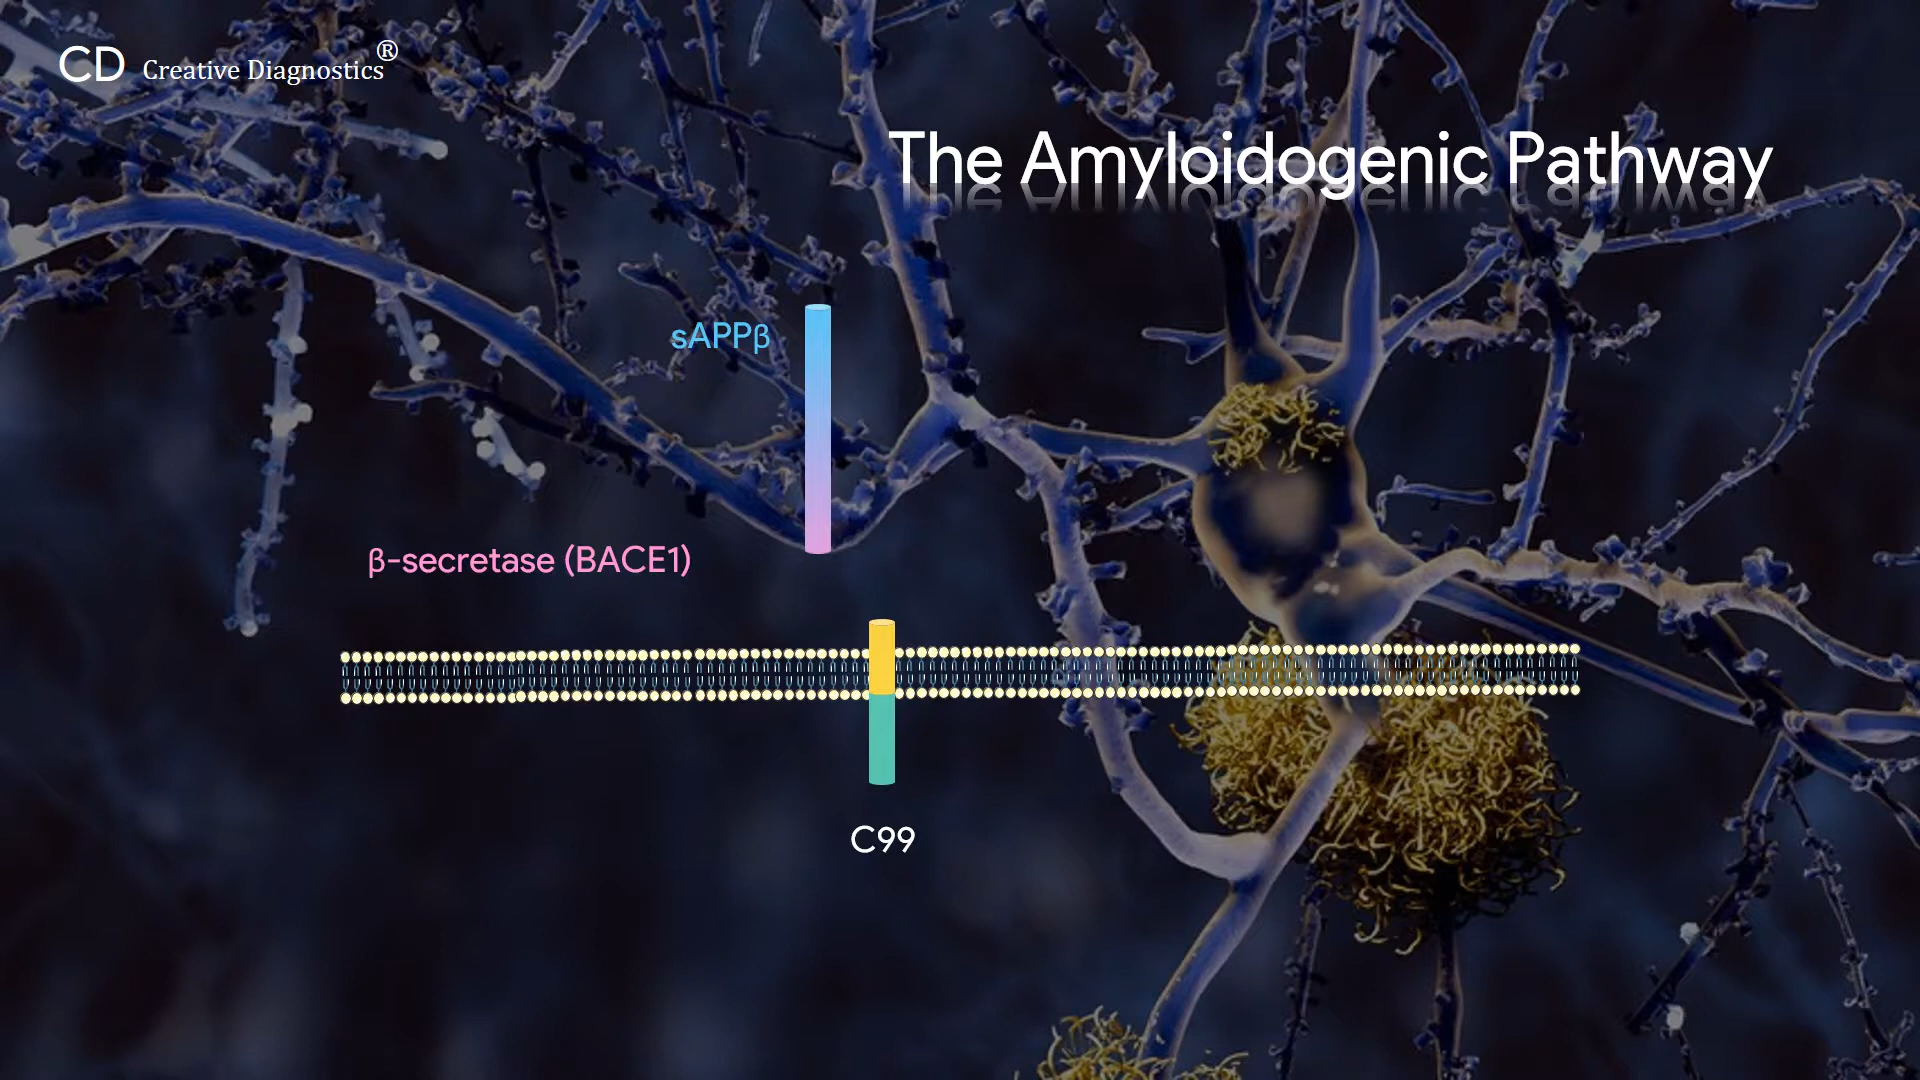 CD Creative Diagnostics®
The Amyloidogenic Pathway
sAPPβ
β-secretase (BACE1)
C99